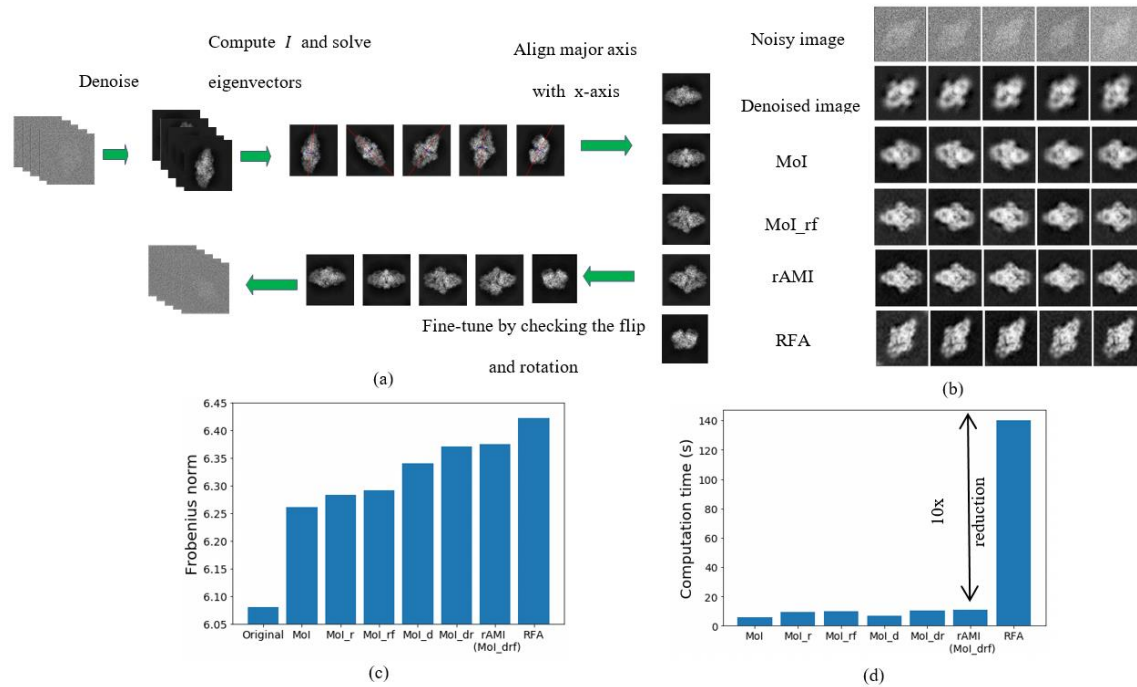 Denoise
Compute I and solve
eigenvectors
Align major axis
with x-axis
Fine-tune by checking the flip
and rotation
(a)
Noisy image
Denoised image
MoI
MoI_rf
rAMI
RFA
(b)
6.45
6.40
6.35
6.30
6.25
6.20
6.15
6.10
6.05
Frobenius norm
Original MoI MoI_r MoI_rf MoI_d MoI_dr rAMI RFA
(MoI_drf)
(c)
140
120
100
80
60
40
20
0
Computation time (s)
10x
reduction
MoI MoI_r MoI_rf MoI_d MoI_dr rAMI RFA
(MoI_drf)
(d)